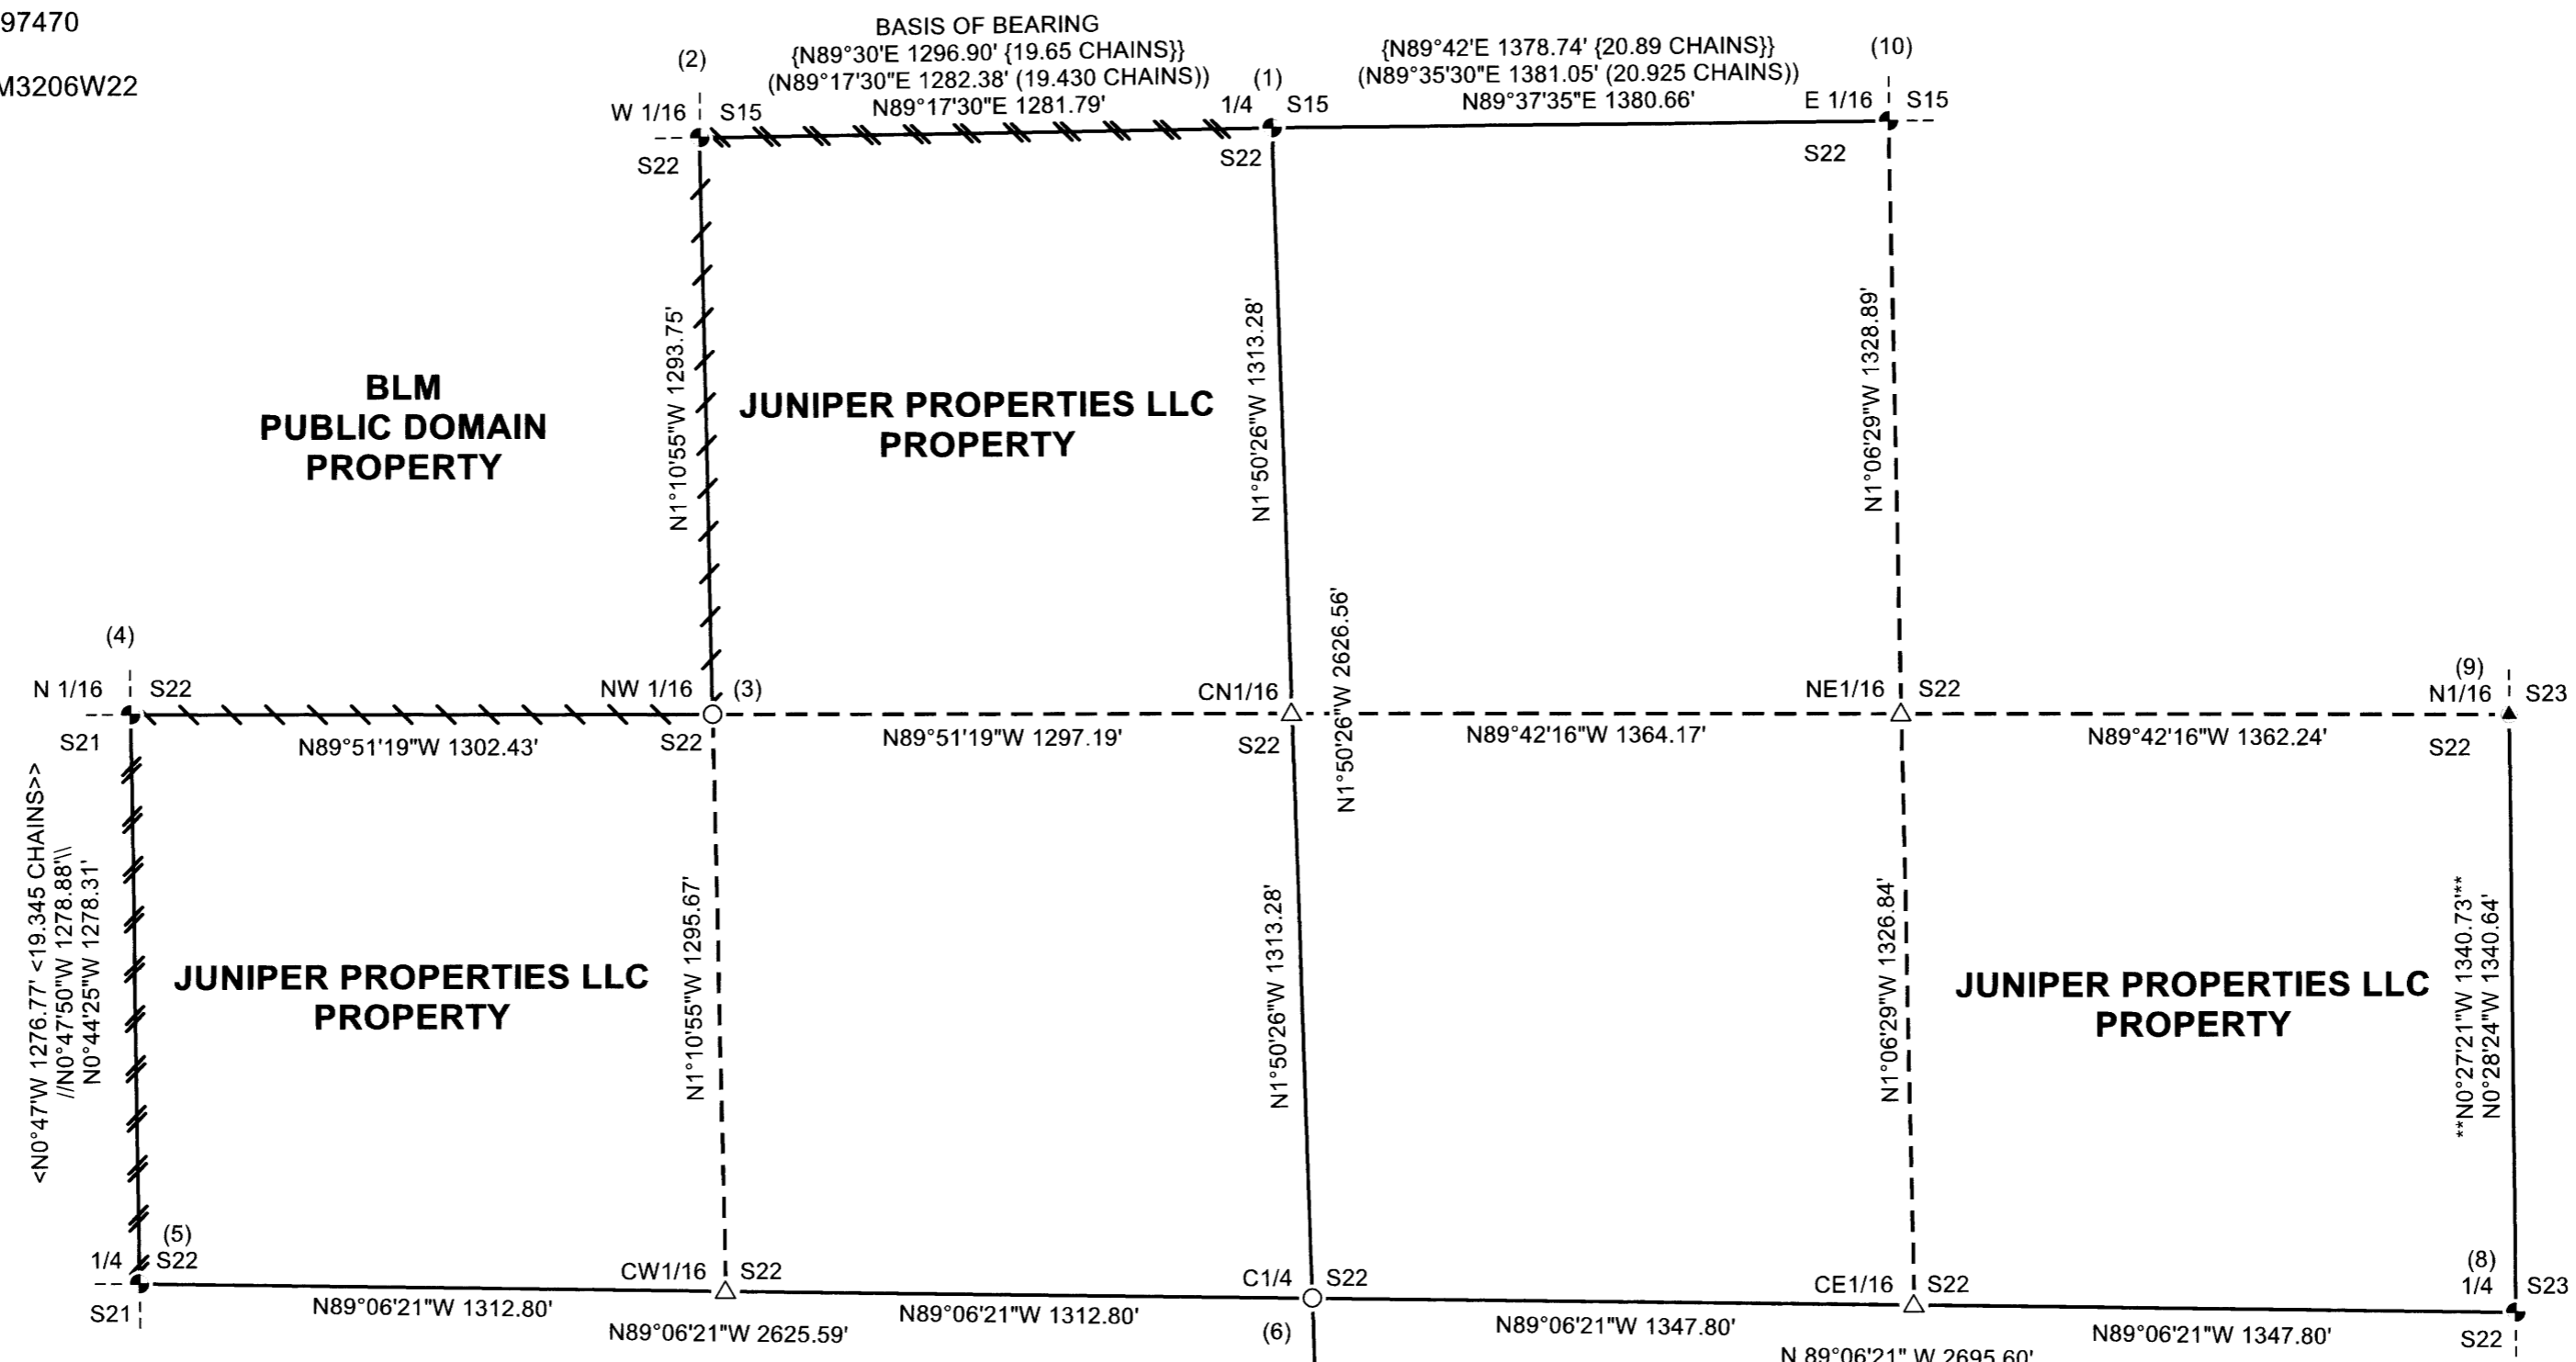 97470
M3206W22
BASIS OF BEARING
{N89°30'E 1296.90' {19.65 CHAINS}}
(N89°17'30"E 1282.38' (19.430 CHAINS))
N89°17'30"E 1281.79'
{N89°42'E 1378.74' {20.89 CHAINS}}
(N89°35'30"E 1381.05' (20.925 CHAINS))
N89°37'35"E 1380.66'
(2)
(1)
(10)
W 1/16
S15
S22
1/4
S15
S22
E 1/16
S15
S22
N1°10'55"W 1293.75'
N1°50'26"W 1313.28'
N1°06'29"W 1328.89'
BLM
PUBLIC DOMAIN
PROPERTY
JUNIPER PROPERTIES LLC
PROPERTY
N1°50'26"W 2626.56'
(4)
N 1/16
S22
S21
NW 1/16
(3)
S22
CN1/16
S22
NE1/16
S22
(9)
N1/16
S23
S22
N89°51'19"W 1302.43'
N89°51'19"W 1297.19'
N89°42'16"W 1364.17'
N89°42'16"W 1362.24'
<N0°47'W 1276.77' <19.345 CHAINS>>
//N0°47'50"W 1278.88'\\
N0°44'25"W 1278.31'
N1°10'55"W 1295.67'
N1°50'26"W 1313.28'
N1°06'29"W 1326.84'
**N0°27'21"W 1340.73'**
N0°28'24"W 1340.64'
JUNIPER PROPERTIES LLC
PROPERTY
JUNIPER PROPERTIES LLC
PROPERTY
(5)
1/4
S22
S21
CW1/16
S22
C1/4
S22
(6)
CE1/16
S22
(8)
1/4
S23
S22
N89°06'21"W 1312.80'
N89°06'21"W 1312.80'
N89°06'21"W 1347.80'
N89°06'21"W 1347.80'
N89°06'21"W 2625.59'
N 89°06'21" W 2695.60'